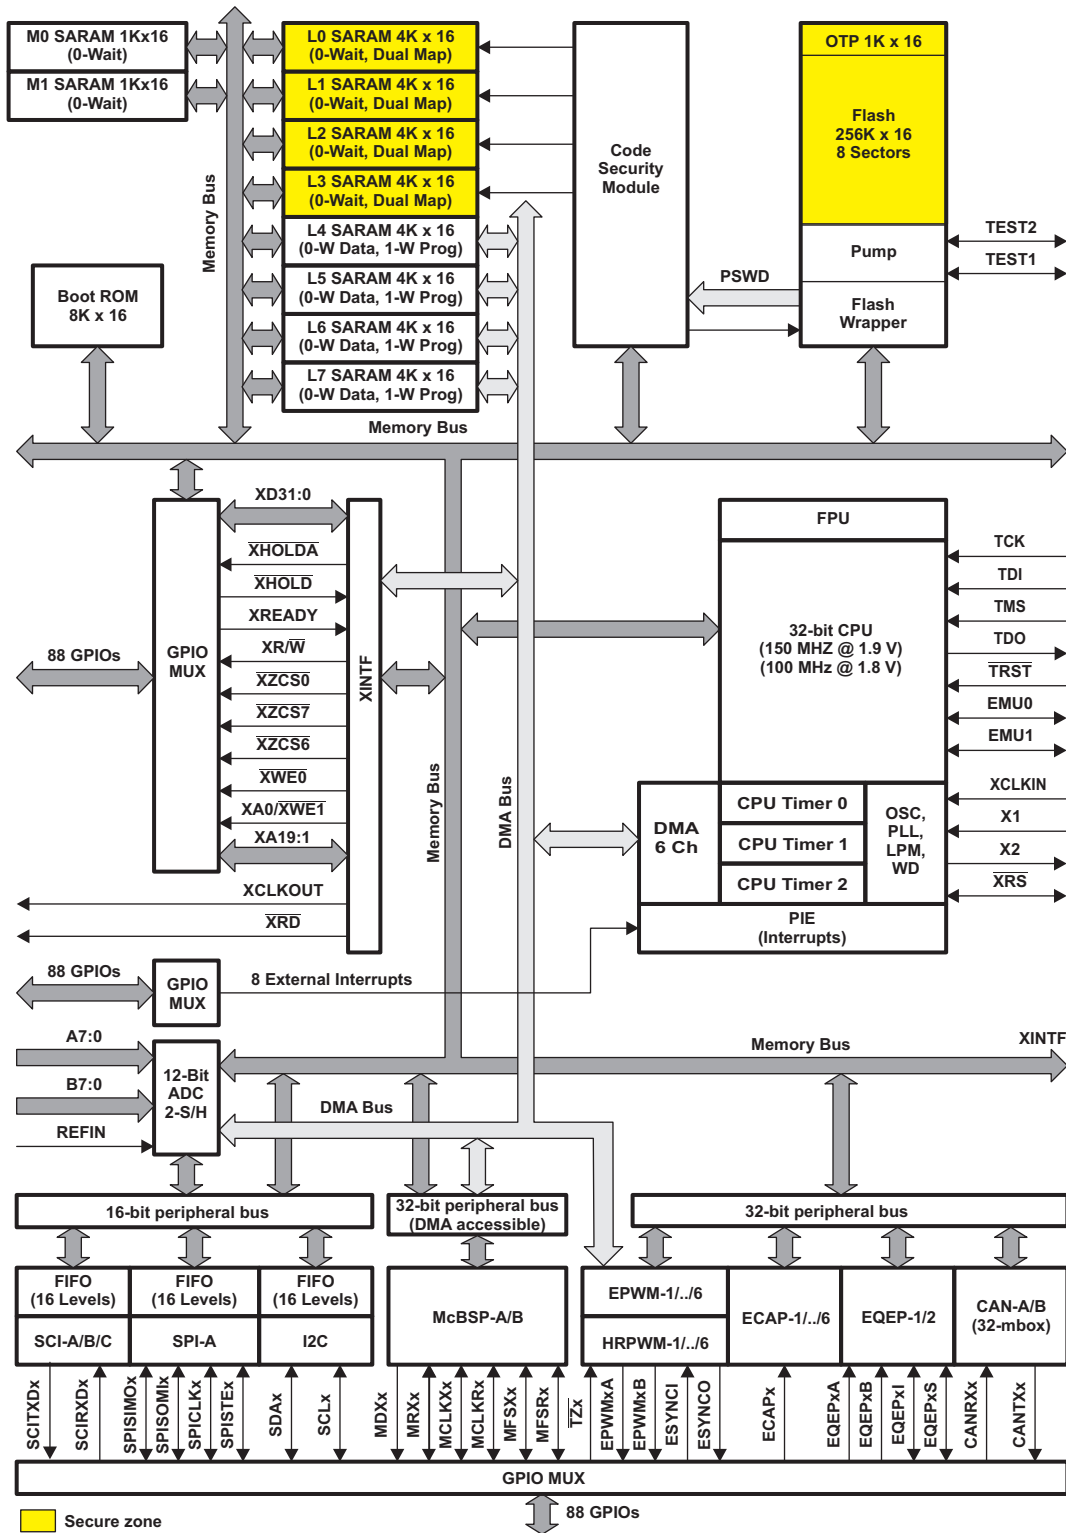 M0 SARAM 1Kx16
(0-Wait)
M1 SARAM 1Kx16
(0-Wait)
L0 SARAM 4K x 16
(0-Wait, Dual Map)
L1 SARAM 4K x 16
(0-Wait, Dual Map)
L2 SARAM 4K x 16
(0-Wait, Dual Map)
L3 SARAM 4K x 16
(0-Wait, Dual Map)
L4 SARAM 4K x 16
(0-W Data, 1-W Prog)
L5 SARAM 4K x 16
(0-W Data, 1-W Prog)
L6 SARAM 4K x 16
(0-W Data, 1-W Prog)
L7 SARAM 4K x 16
(0-W Data, 1-W Prog)
Memory Bus
Boot ROM
8K x 16
Code
Security
Module
OTP 1K x 16
Flash
256K x 16
8 Sectors
Pump
Flash
Wrapper
TEST2
TEST1
PSWD
Memory Bus
XD31:0
XHOLDA
XHOLD
XREADY
XR/W
XZCS0
XZCS7
XZCS6
XWE0
XA0/XWE1
XA19:1
XCLKOUT
XRD
GPIO
MUX
88 GPIOs
XINTF
Memory Bus
DMA Bus
FPU
32-bit CPU
(150 MHZ @ 1.9 V)
(100 MHz @ 1.8 V)
TCK
TDI
TMS
TDO
TRST
EMU0
EMU1
XCLKIN
X1
X2
XRS
DMA
6 Ch
CPU Timer 0
CPU Timer 1
CPU Timer 2
OSC,
PLL,
LPM,
WD
PIE
(Interrupts)
88 GPIOs
GPIO
MUX
8 External Interrupts
A7:0
B7:0
REFIN
12-Bit
ADC
2-S/H
Memory Bus
XINTF
DMA Bus
16-bit peripheral bus
32-bit peripheral bus
(DMA accessible)
32-bit peripheral bus
FIFO
(16 Levels)
FIFO
(16 Levels)
FIFO
(16 Levels)
SCI-A/B/C
SPI-A
I2C
McBSP-A/B
EPWM-1/../6
HRPWM-1/../6
ECAP-1/../6
EQEP-1/2
CAN-A/B
(32-mbox)
SCITXDx
SCIRXDx
SPISIMOx
SPISOMIx
SPICLKx
SPISTEx
SDAx
SCLx
MDXx
MRXx
MCLKXx
MCLKRx
MFSXx
MFSRx
TZx
EPWMxA
EPWMxB
ESYNCI
ESYNCO
ECAPx
EQEPxA
EQEPxB
EQEPxI
EQEPxS
CANRXx
CANTXx
GPIO MUX
88 GPIOs
Secure zone